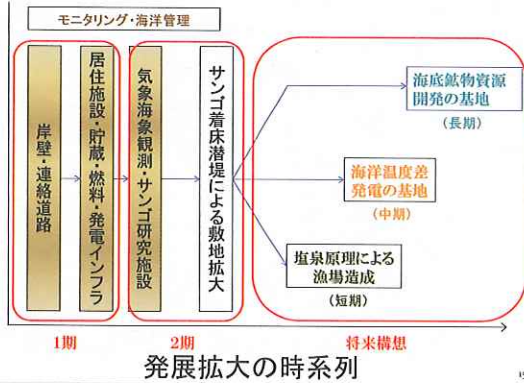 モニタリング・海洋管理
岸壁・連絡道路
居住施設・貯蔵・燃料・発電インフラ
気象海象観測・サンゴ研究施設
サンゴ着床潜堤による敷地拡大
海底鉱物資源
開発の基地
(長期)
海洋温度差
発電の基地
(中期)
塩泉原理による
漁場造成
(短期)
1期
2期
将来構想
発展拡大の時系列